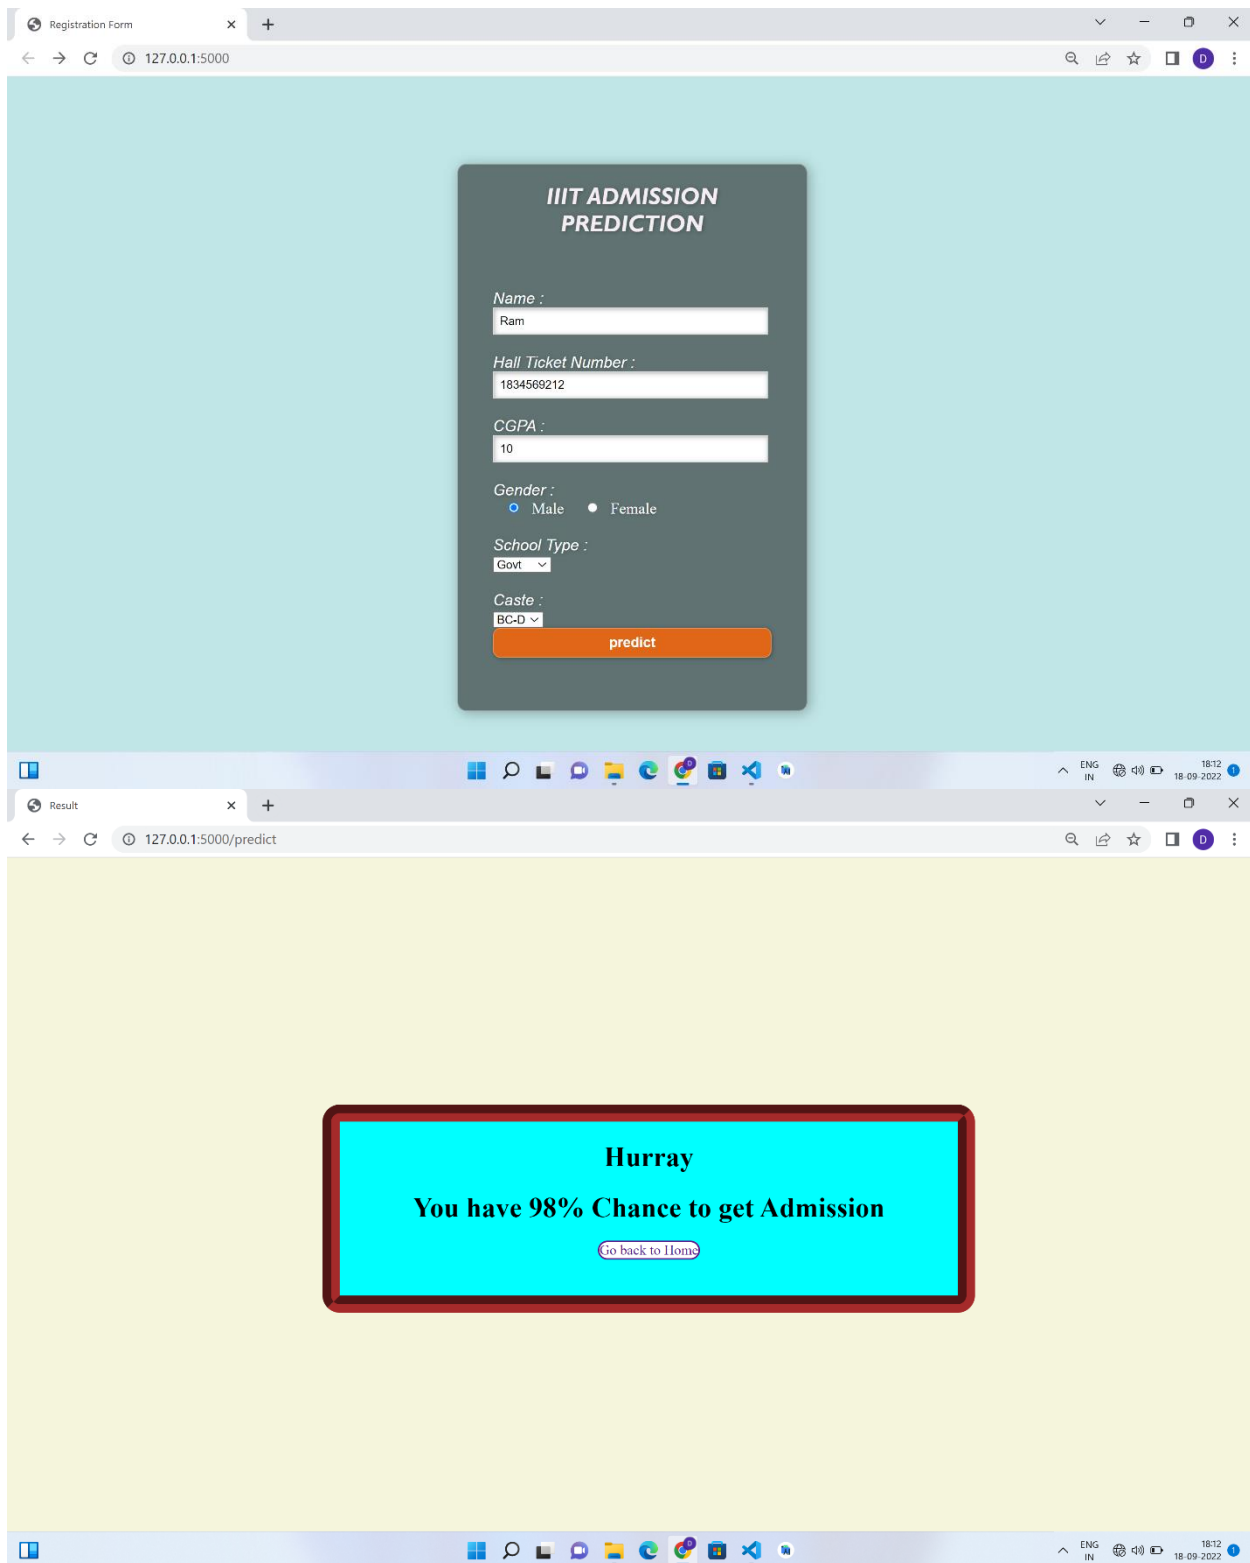 Registration Form
127.0.0.1:5000
D
IIIT ADMISSION
PREDICTION
Name :
Ram
Hall Ticket Number :
1834569212
CGPA :
10
Gender :
Male Female
School Type :
Govt
Caste :
BC-D
predict
ENG
IN
18:12
18-09-2022
1
Result
127.0.0.1:5000/predict
D
Hurray
You have 98% Chance to get Admission
Go back to Home
ENG
IN
18:12
18-09-2022
1